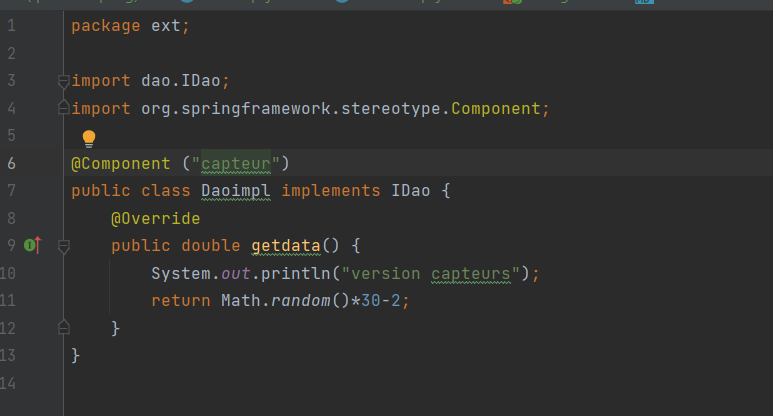 1 package ext;
2
3 import dao.IDao;
4 import org.springframework.stereotype.Component;
5
6 @Component ("capteur")
7 public class Daoimpl implements IDao {
8 @Override
9 public double getdata() {
10 System.out.println("version capteurs");
11 return Math.random()*30-2;
12 }
13 }
14